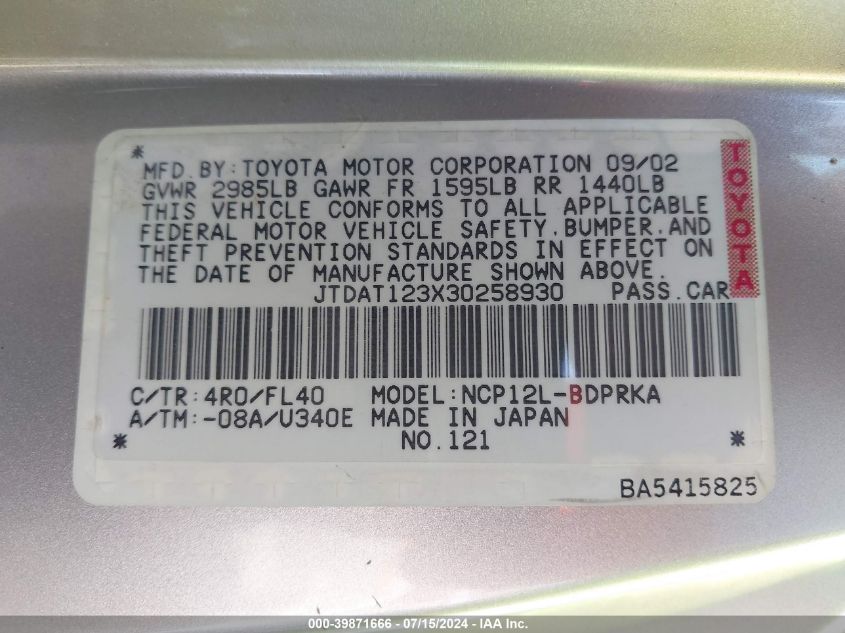 * MFD. BY: TOYOTA MOTOR CORPORATION 09/02
GVWR 2985LB GAWR FR 1595LB RR 1440LB
THIS VEHICLE CONFORMS TO ALL APPLICABLE
FEDERAL MOTOR VEHICLE SAFETY, BUMPER, AND
THEFT PREVENTION STANDARDS IN EFFECT ON
THE DATE OF MANUFACTURE SHOWN ABOVE.
JTDAT123X30258930 PASS. CAR
TOYOTA
C/TR: 4R0/FL40 MODEL: NCP12L-BDPRKA
A/TM: -08A/U340E MADE IN JAPAN
* NO. 121 *
BA5415825
000-39871666 - 07/15/2024 - IAA Inc.